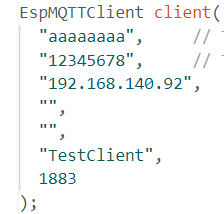 EspMQTTClient client(
"aaaaaaaa", //
"12345678", //
"192.168.140.92",
"",
"",
"TestClient",
1883
);